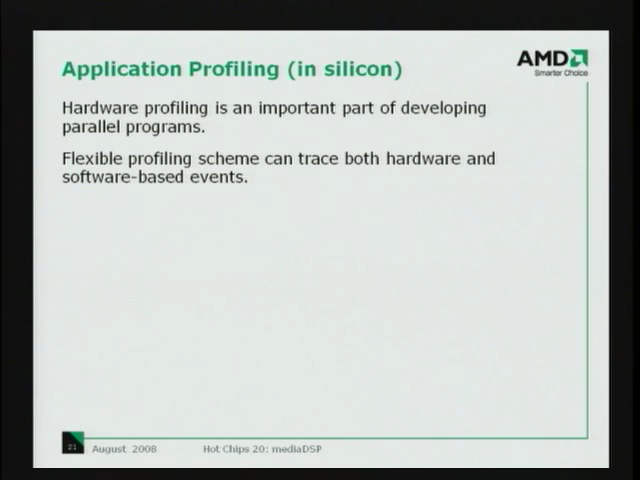 AMD
Smarter Choice
Application Profiling (in silicon)
Hardware profiling is an important part of developing
parallel programs.
Flexible profiling scheme can trace both hardware and
software-based events.
21
August 2008
Hot Chips 20: mediaDSP